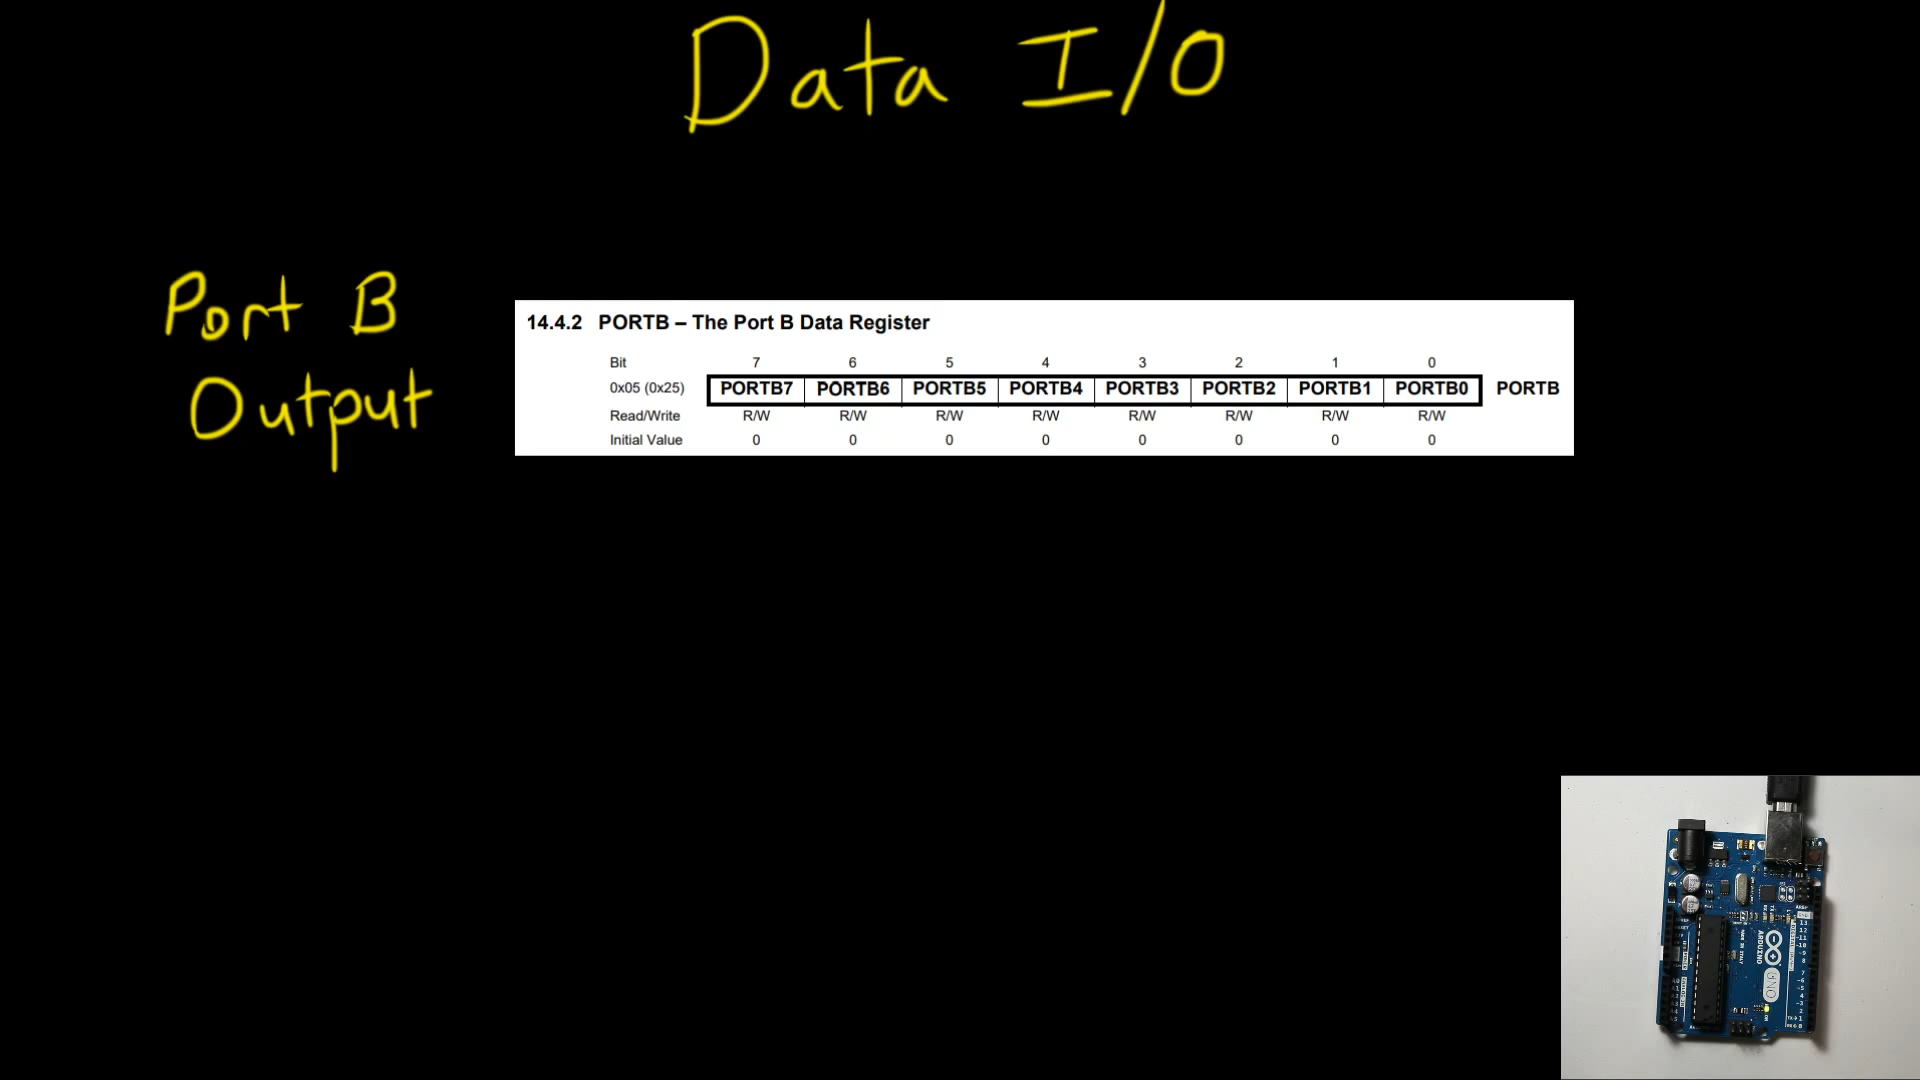 Data I/O
Port B
Output
14.4.2 PORTB – The Port B Data Register
Bit 7 6 5 4 3 2 1 0
0x05 (0x25) PORTB7 PORTB6 PORTB5 PORTB4 PORTB3 PORTB2 PORTB1 PORTB0 PORTB
Read/Write R/W R/W R/W R/W R/W R/W R/W R/W
Initial Value 0 0 0 0 0 0 0 0
ARDUINO
UNO